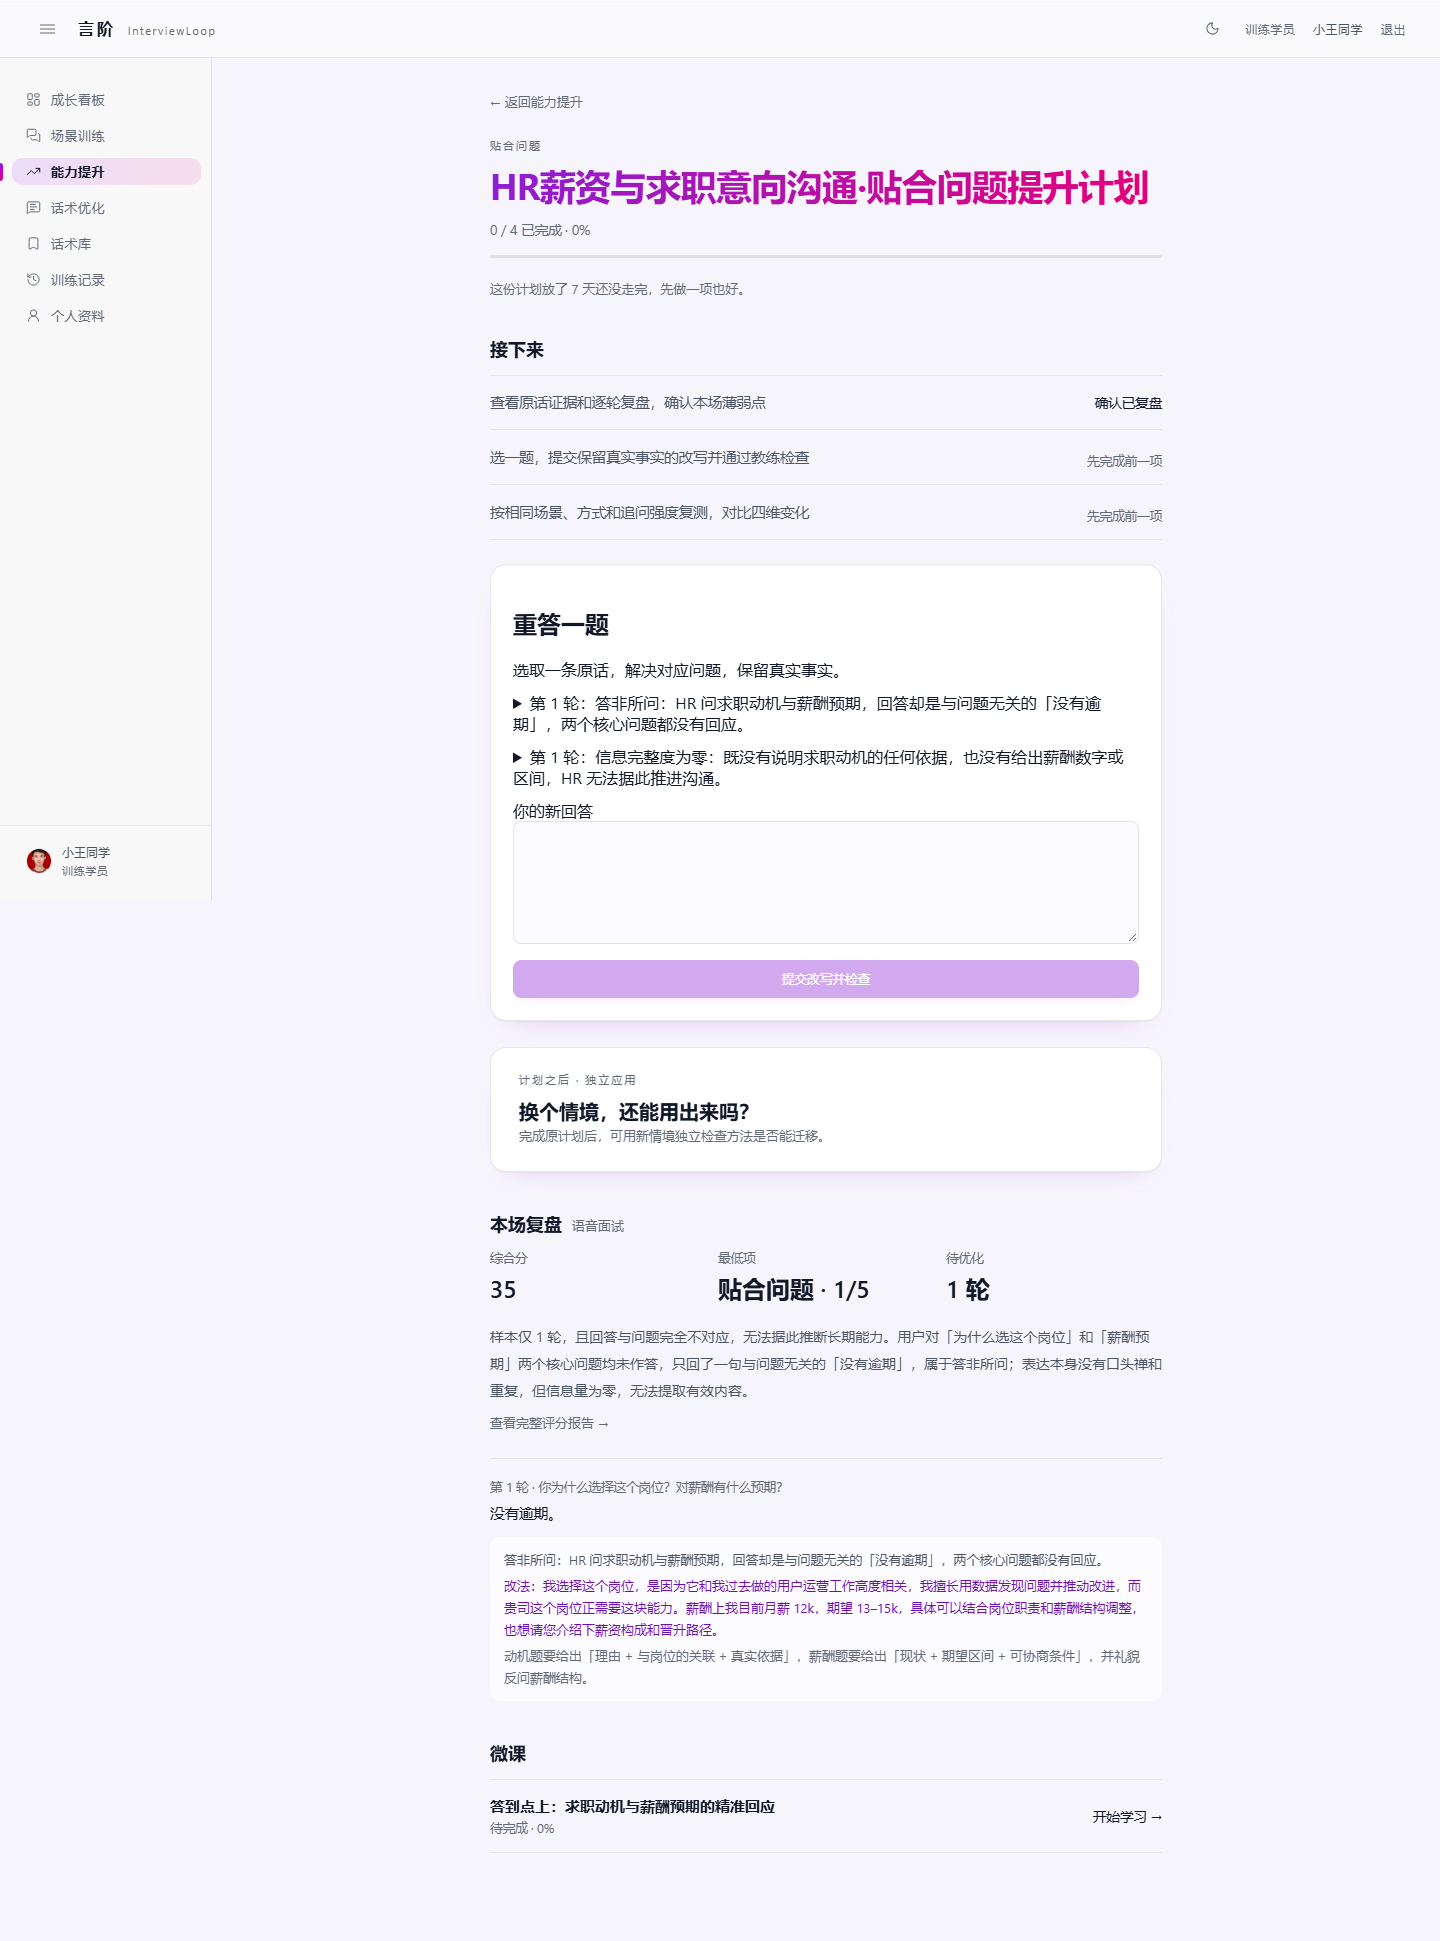 言阶 InterviewLoop
训练学员 小王同学 退出
成长看板
场景训练
能力提升
话术优化
话术库
训练记录
个人资料
小王同学
训练学员
← 返回能力提升
贴合问题
HR薪资与求职意向沟通·贴合问题提升计划
0 / 4 已完成 · 0%
这份计划放了 7 天还没走完，先做一项也好。
接下来
查看原话证据和逐轮复盘，确认本场薄弱点 确认已复盘
选一题，提交保留真实事实的改写并通过教练检查 先完成前一项
按相同场景、方式和追问强度复测，对比四维变化 先完成前一项
重答一题
选取一条原话，解决对应问题，保留真实事实。
▶ 第 1 轮：答非所问：HR 问求职动机与薪酬预期，回答却是与问题无关的「没有逾
期」，两个核心问题都没有回应。
▶ 第 1 轮：信息完整度为零：既没有说明求职动机的任何依据，也没有给出薪酬数字或
区间，HR 无法据此推进沟通。
你的新回答
提交改写并检查
计划之后 · 独立应用
换个情境，还能用出来吗？
完成原计划后，可用新情境独立检查方法是否能迁移。
本场复盘 语音面试
综合分 最低项 待优化
35 贴合问题 · 1/5 1 轮
样本仅 1 轮，且回答与问题完全不对应，无法据此推断长期能力。用户对「为什么选这个岗位」和「薪酬预
期」两个核心问题均未作答，只回了一句与问题无关的「没有逾期」，属于答非所问；表达本身没有口头禅和
重复，但信息量为零，无法提取有效内容。
查看完整评分报告 →
第 1 轮 · 你为什么选择这个岗位？对薪酬有什么预期？
没有逾期。
答非所问：HR 问求职动机与薪酬预期，回答却是与问题无关的「没有逾期」，两个核心问题都没有回应。
改法：我选择这个岗位，是因为它和我过去做的用户运营工作高度相关，我擅长用数据发现问题并推动改进，而
贵司这个岗位正需要这块能力。薪酬上我目前月薪 12k，期望 13–15k，具体可以结合岗位职责和薪酬结构调整，
也想请您介绍下薪资构成和晋升路径。
动机题要给出「理由 + 与岗位的关联 + 真实依据」，薪酬题要给出「现状 + 期望区间 + 可协商条件」，并礼貌
反问薪酬结构。
微课
答到点上：求职动机与薪酬预期的精准回应
待完成 · 0%
开始学习 →